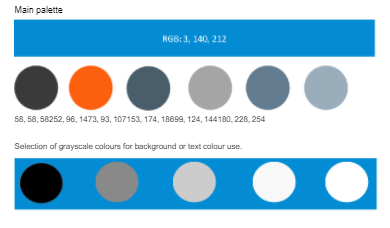 Main palette
RGB: 3, 140, 212
58, 58, 58252, 96, 1473, 93, 107153, 174, 18699, 124, 144180, 228, 254
Selection of grayscale colours for background or text colour use.